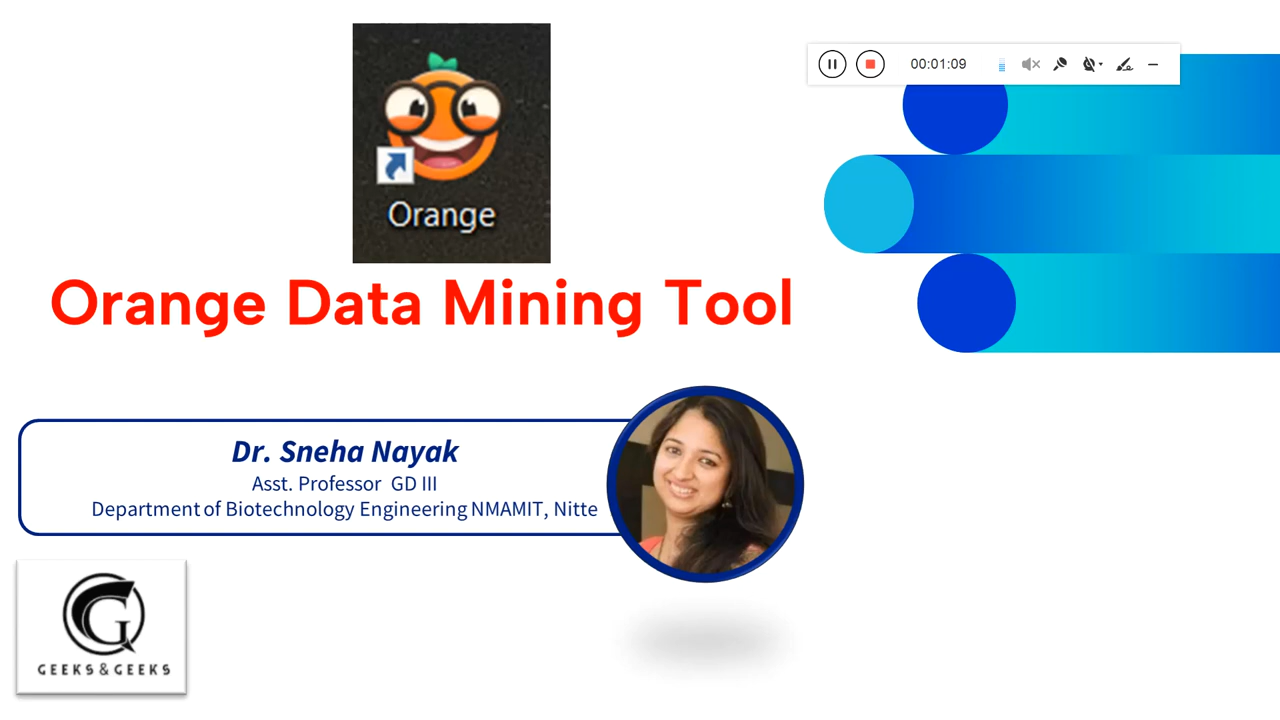 Orange
00:01:09
Orange Data Mining Tool
Dr. Sneha Nayak
Asst. Professor GD III
Department of Biotechnology Engineering NMAMIT, Nitte
G
GEEKS & GEEKS